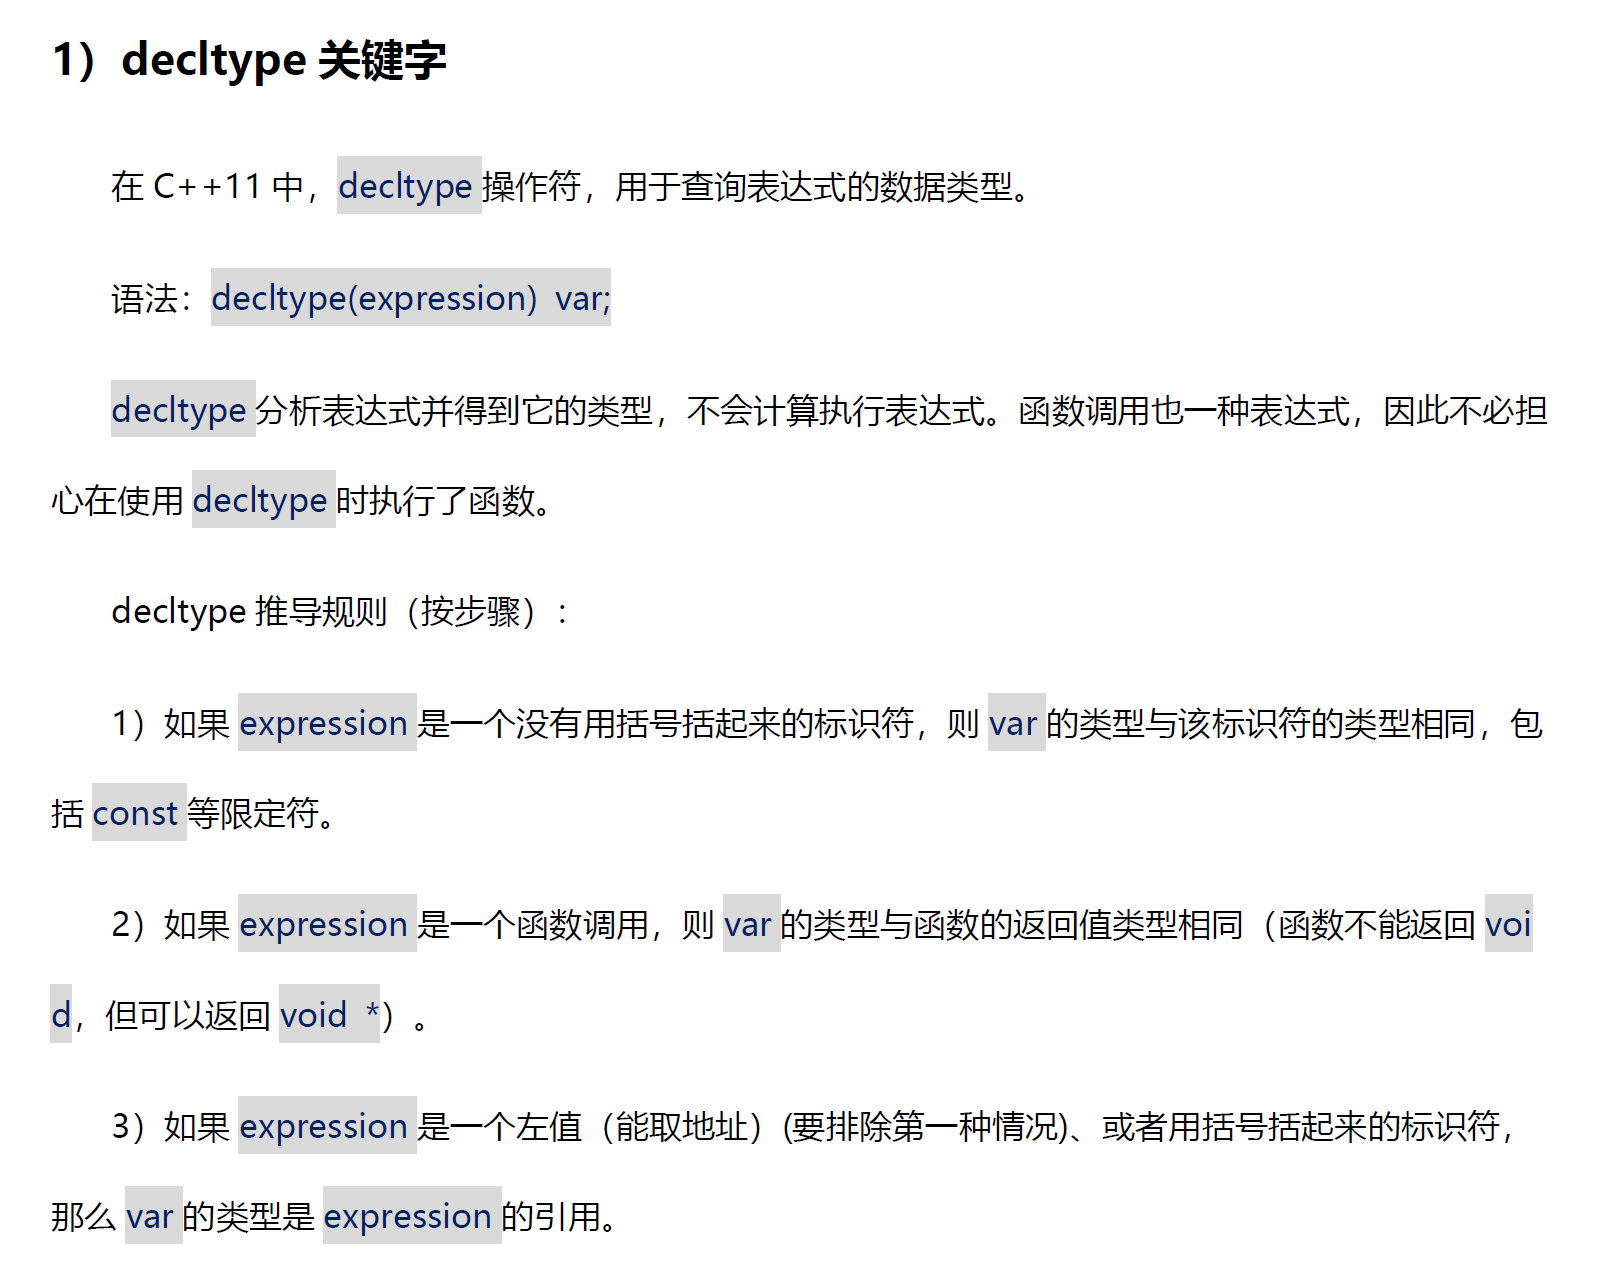 1）decltype 关键字
在 C++11 中，decltype 操作符，用于查询表达式的数据类型。
语法：decltype(expression) var;
decltype 分析表达式并得到它的类型，不会计算执行表达式。函数调用也一种表达式，因此不必担
心在使用 decltype 时执行了函数。
decltype 推导规则（按步骤）：
1）如果 expression 是一个没有用括号括起来的标识符，则 var 的类型与该标识符的类型相同，包
括 const 等限定符。
2）如果 expression 是一个函数调用，则 var 的类型与函数的返回值类型相同（函数不能返回 voi
d，但可以返回 void *）。
3）如果 expression 是一个左值（能取地址）(要排除第一种情况)、或者用括号括起来的标识符，
那么 var 的类型是 expression 的引用。